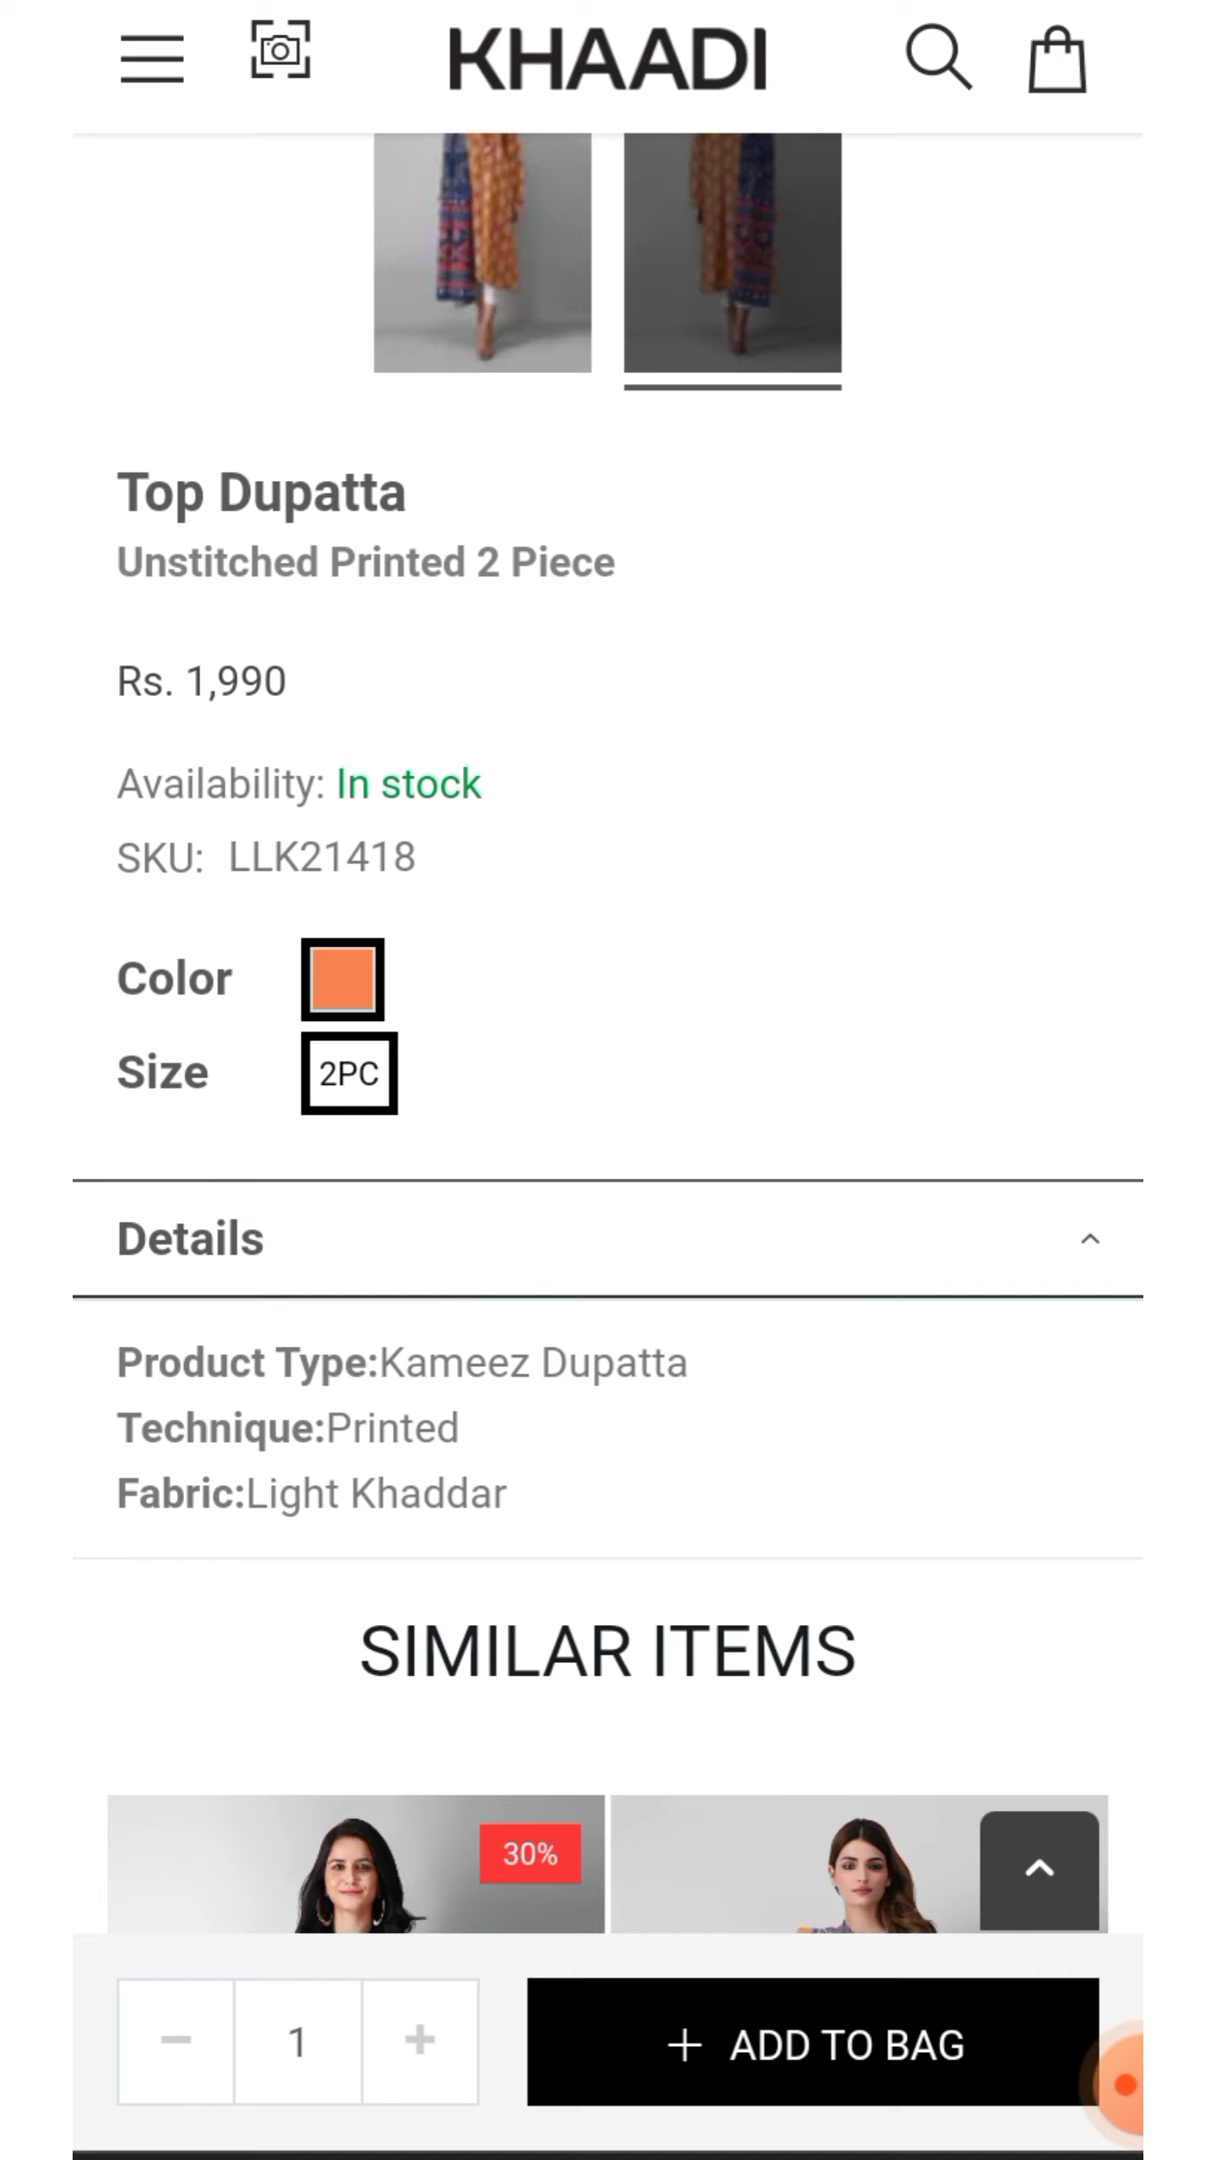 KHAADI
Top Dupatta
Unstitched Printed 2 Piece
Rs. 1,990
Availability: In stock
SKU: LLK21418
Color
Size 2PC
Details
Product Type:Kameez Dupatta
Technique:Printed
Fabric:Light Khaddar
SIMILAR ITEMS
30%
1
ADD TO BAG